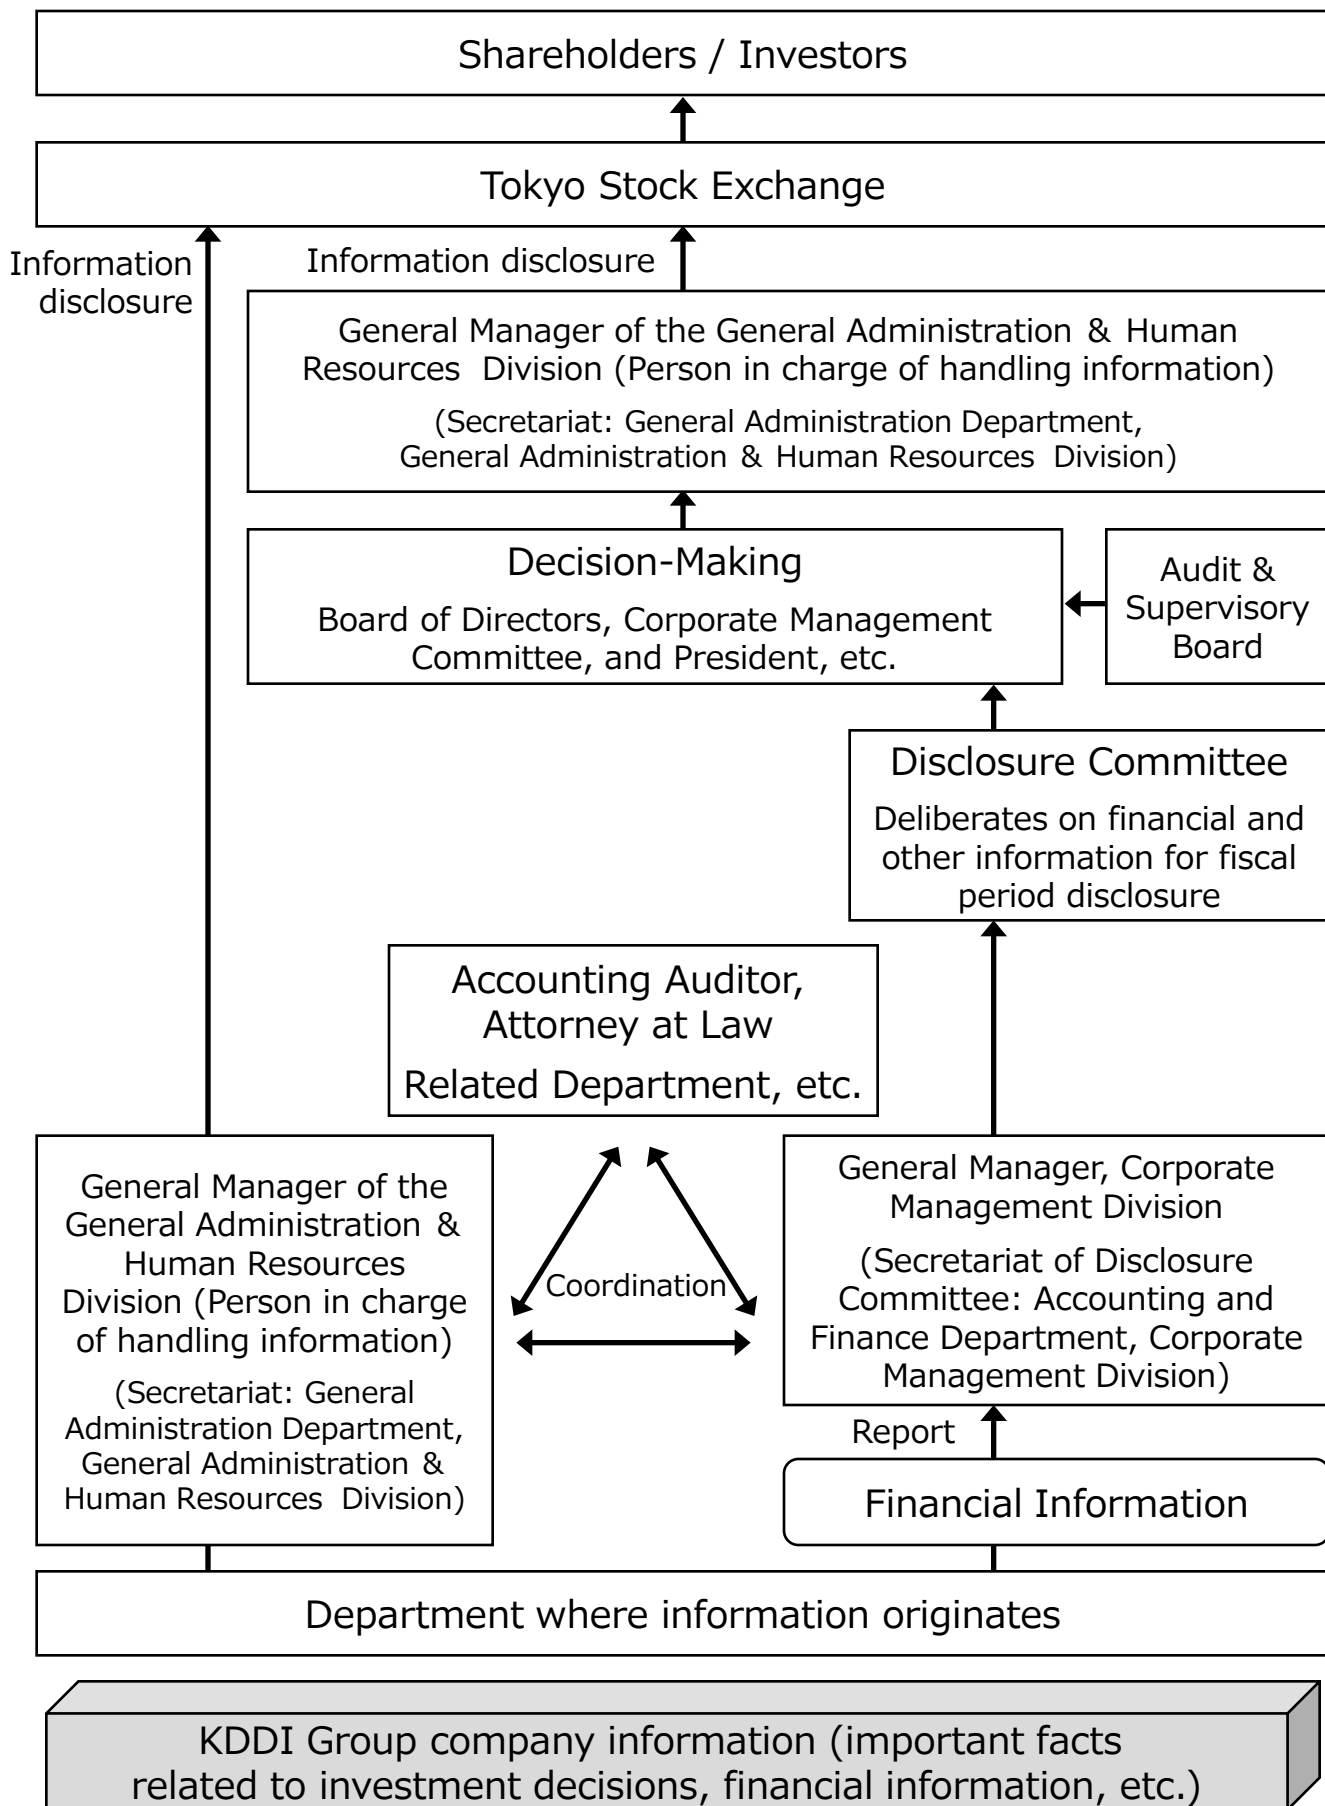 Shareholders / Investors
Tokyo Stock Exchange
Information
disclosure
Information disclosure
General Manager of the General Administration & Human
Resources Division (Person in charge of handling information)
(Secretariat: General Administration Department,
General Administration & Human Resources Division)
Decision-Making
Board of Directors, Corporate Management
Committee, and President, etc.
Audit &
Supervisory
Board
Disclosure Committee
Deliberates on financial and
other information for fiscal
period disclosure
Accounting Auditor,
Attorney at Law
Related Department, etc.
General Manager of the
General Administration &
Human Resources
Division (Person in charge
of handling information)
(Secretariat: General
Administration Department,
General Administration &
Human Resources Division)
Coordination
General Manager, Corporate
Management Division
(Secretariat of Disclosure
Committee: Accounting and
Finance Department, Corporate
Management Division)
Report
Financial Information
Department where information originates
KDDI Group company information (important facts
related to investment decisions, financial information, etc.)